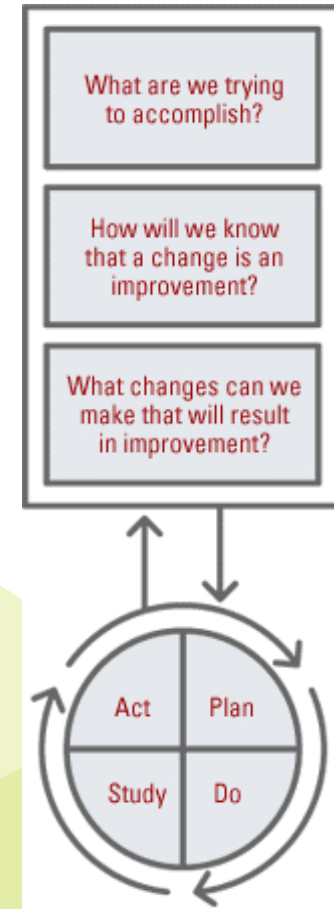 What are we trying
to accomplish?
How will we know
that a change is an
improvement?
What changes can we
make that will result
in improvement?
Act
Plan
Study
Do